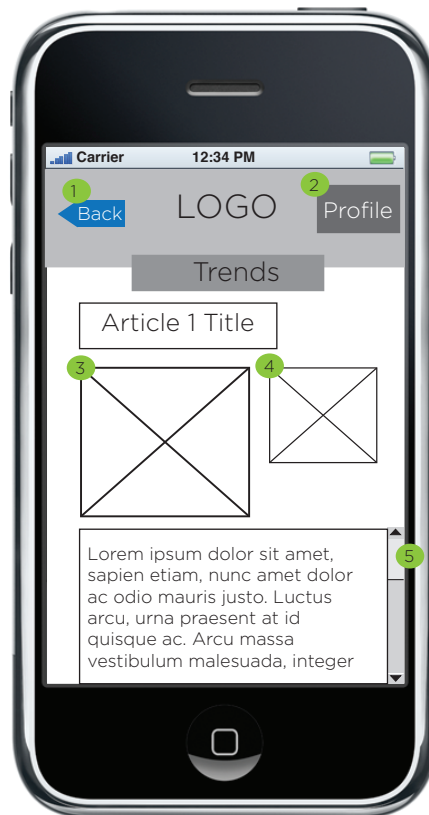 Carrier 12:34 PM
1
2
Back
LOGO
Profile
Trends
Article 1 Title
3
4
Lorem ipsum dolor sit amet,
sapien etiam, nunc amet dolor
ac odio mauris justo. Luctus
arcu, urna praesent at id
quisque ac. Arcu massa
vestibulum malesuada, integer
5